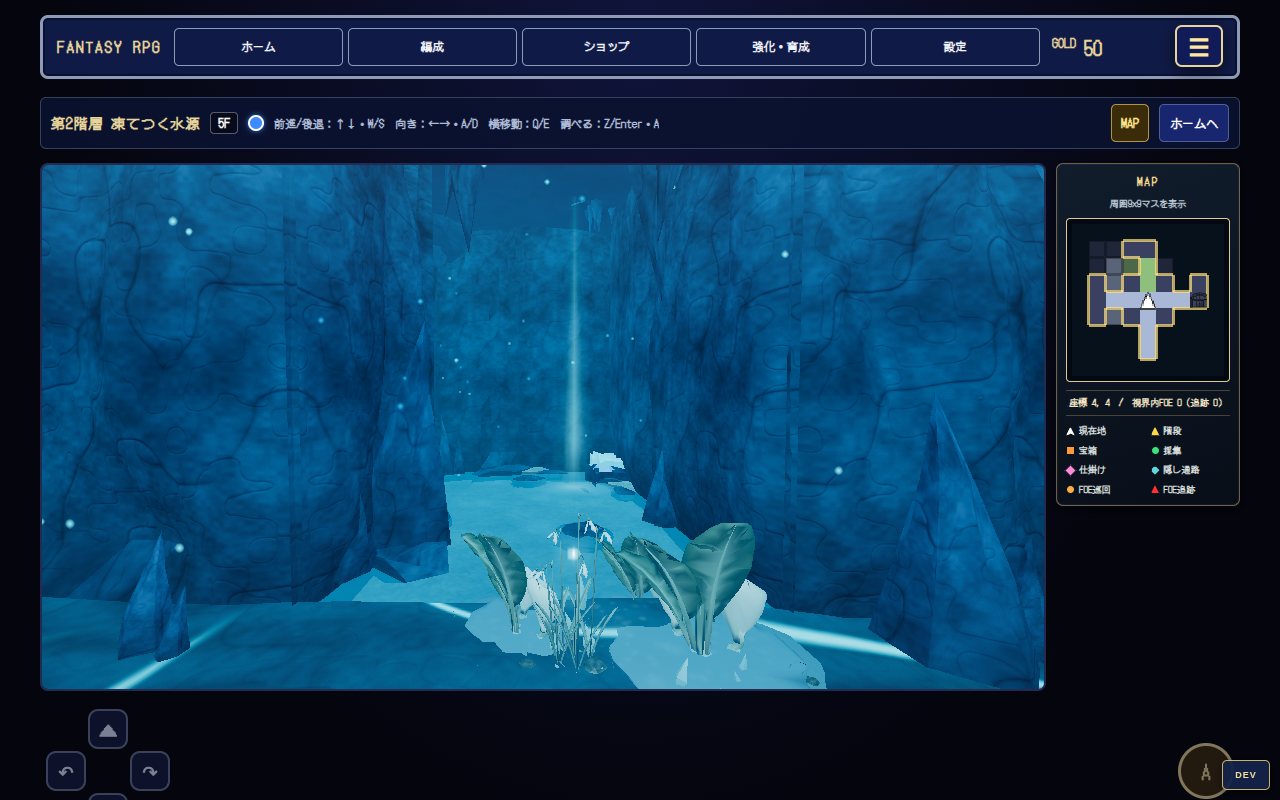 FANTASY RPG
ホーム
編成
ショップ
強化・育成
設定
GOLD 50
第2階層 凍てつく水源
5F
前進/後退：↑↓・W/S 向き：←→・A/D 横移動：Q/E 調べる：Z/Enter・A
MAP
ホームへ
MAP
周囲9x9マスを表示
座標 4, 4 / 視界内FOE 0（追跡 0）
現在地
階段
宝箱
採集
仕掛け
隠し通路
FOE巡回
FOE追跡
A
DEV